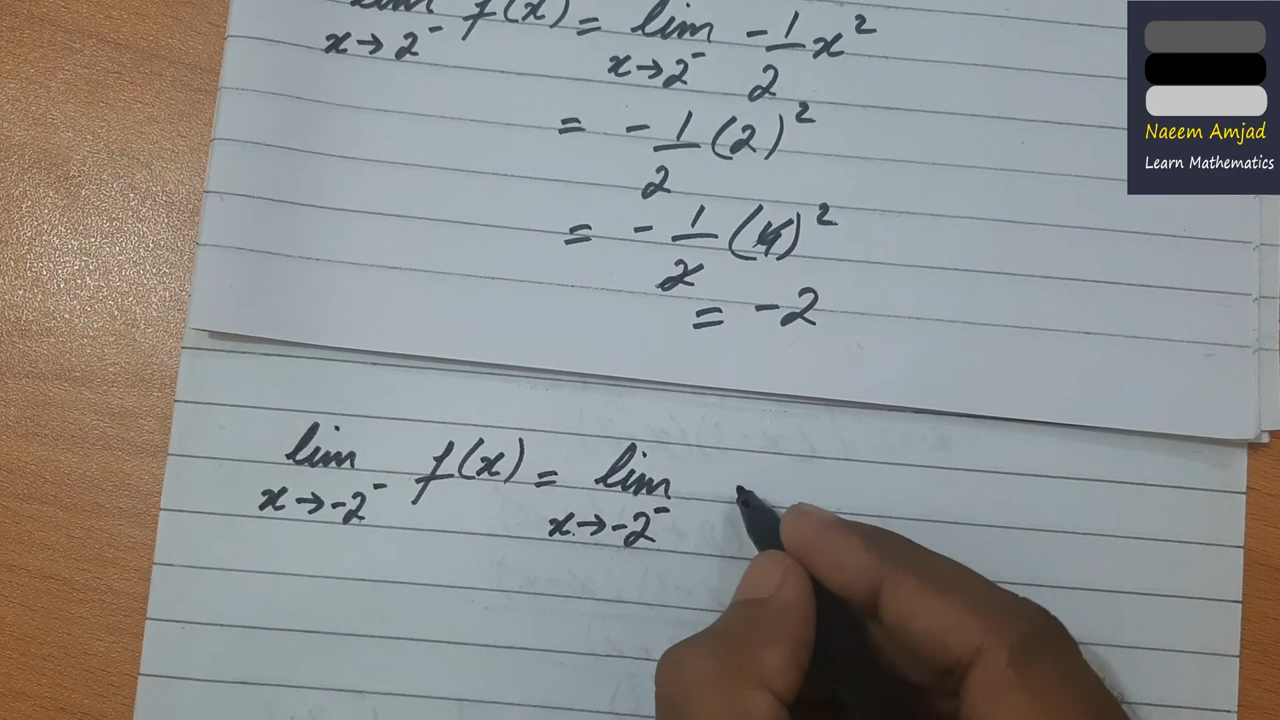 lim f(x) = lim -1/2 x²
x→2⁻ x→2⁻
= -1/2 (2)²
= -1/2 (4)²
= -2
lim f(x) = lim
x→-2⁻ x→-2⁻
Naeem Amjad
Learn Mathematics